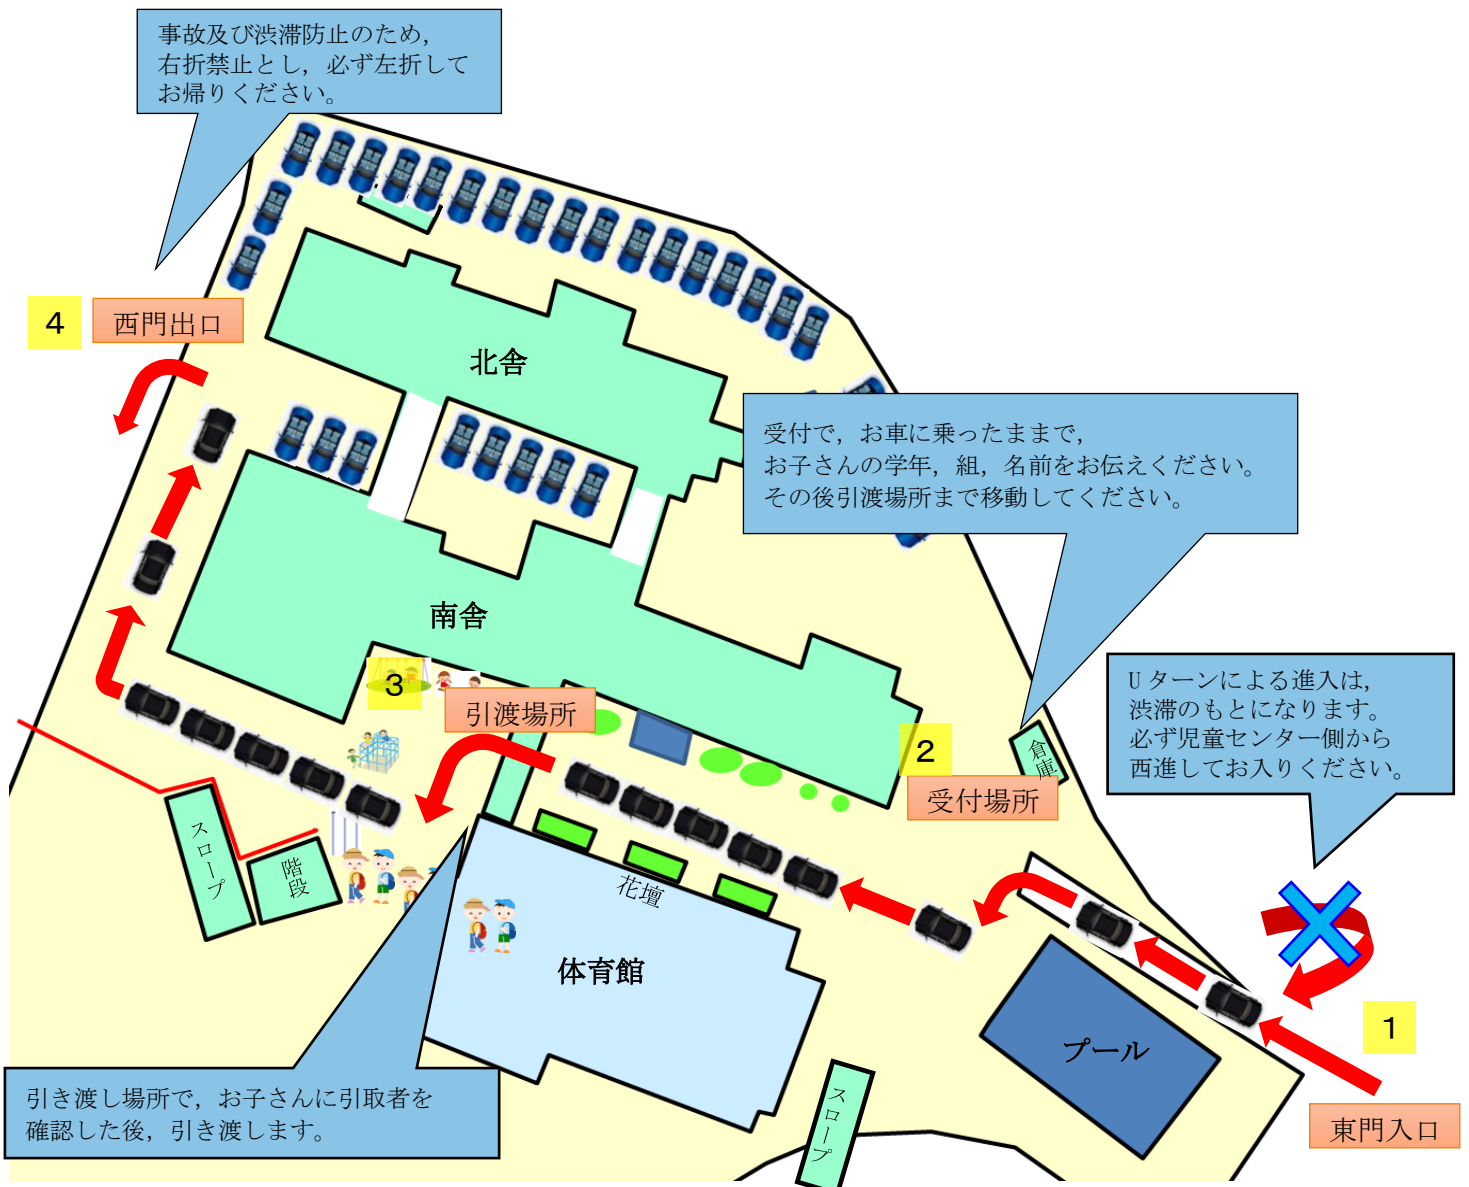 事故及び渋滞防止のため，
右折禁止とし，必ず左折して
お帰りください。
4
西門出口
北舎
受付で，お車に乗ったままで，
お子さんの学年，組，名前をお伝えください。
その後引渡場所まで移動してください。
南舎
3
引渡場所
2
受付場所
倉庫
Uターンによる進入は，
渋滞のもとになります。
必ず児童センター側から
西進してお入りください。
スロープ
階段
花壇
体育館
プール
1
東門入口
スロープ
引き渡し場所で，お子さんに引取者を
確認した後，引き渡します。